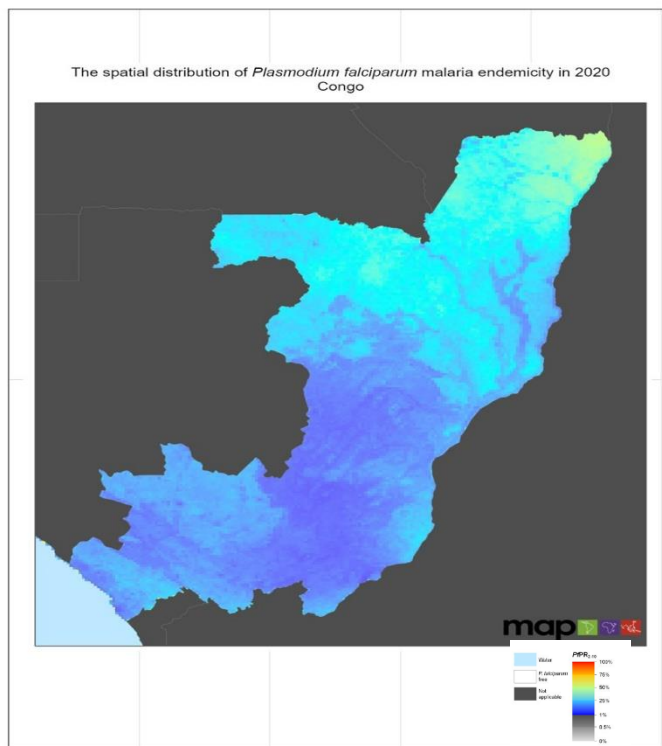 The spatial distribution of Plasmodium falciparum malaria endemicity in 2020
Congo
map
Water
P. falciparum
free
Not
applicable
PfPR2-10
100%
75%
50%
25%
1%
0.5%
0%